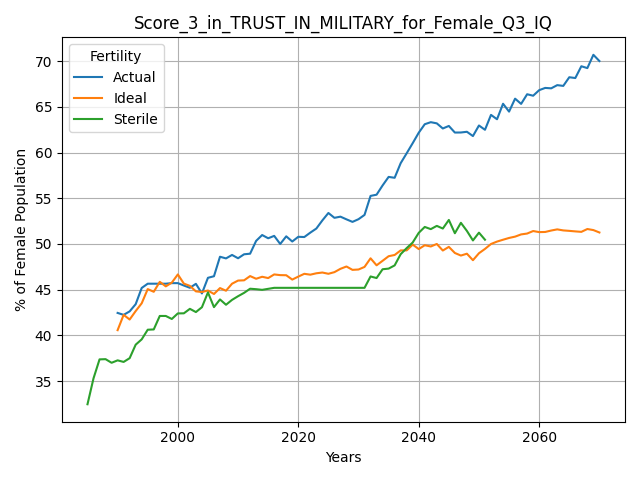 Score_3_in_TRUST_IN_MILITARY_for_Female_Q3_IQ
Fertility
Actual
Ideal
Sterile
% of Female Population
70
65
60
55
50
45
40
35
2000
2020
2040
2060
Years